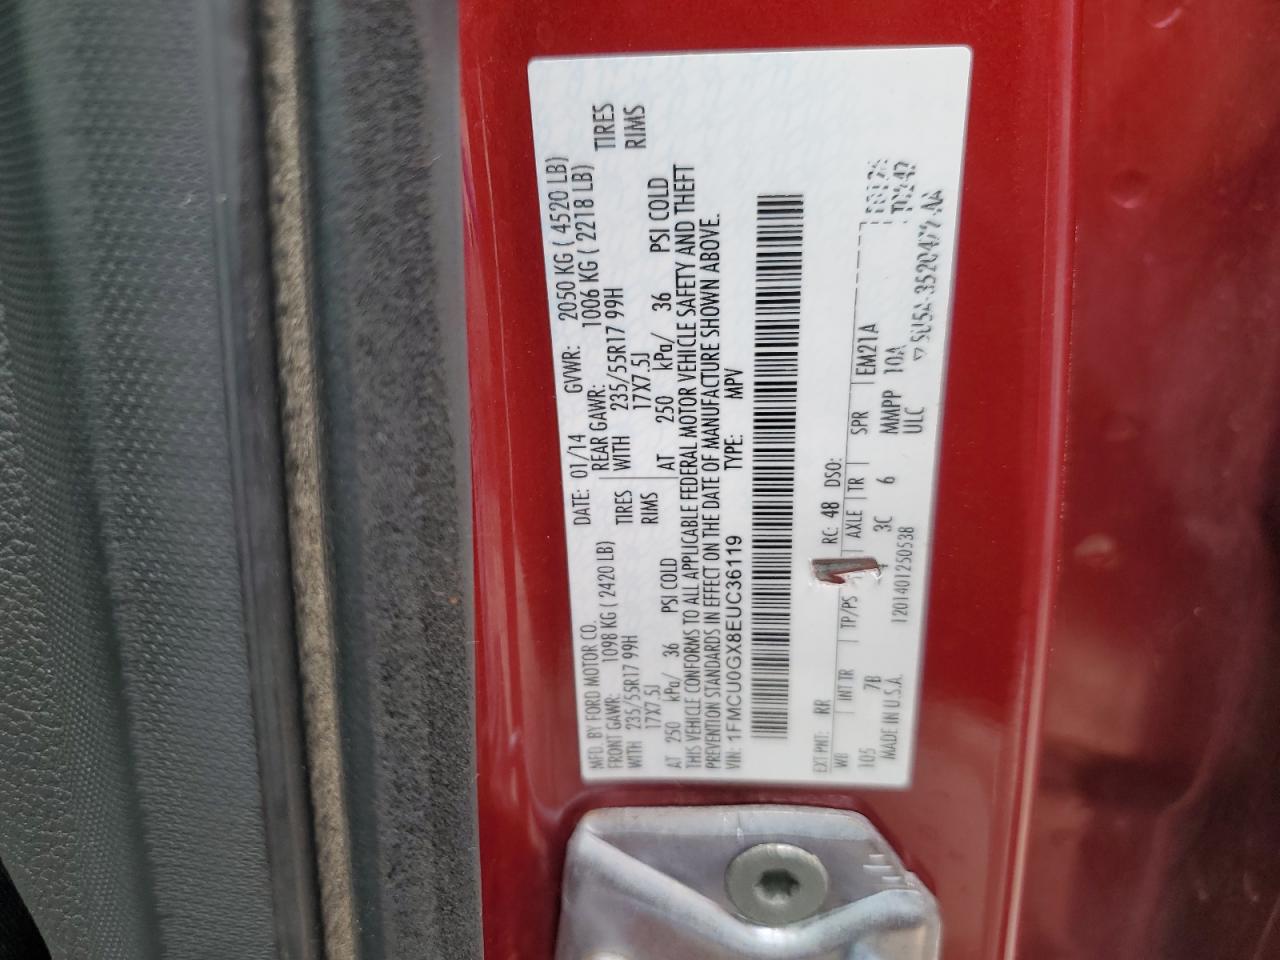 MFD. BY FORD MOTOR CO.
DATE: 01/14 GVWR: 2050 KG ( 4520 LB)
FRONT GAWR: 1098 KG ( 2420 LB) REAR GAWR: 1006 KG ( 2218 LB)
WITH 235/55R17 99H TIRES WITH 235/55R17 99H TIRES
17X7.5J RIMS 17X7.5J RIMS
AT 250 kPa/ 36 PSI COLD AT 250 kPa/ 36 PSI COLD
THIS VEHICLE CONFORMS TO ALL APPLICABLE FEDERAL MOTOR VEHICLE SAFETY AND THEFT
PREVENTION STANDARDS IN EFFECT ON THE DATE OF MANUFACTURE SHOWN ABOVE.
VIN: 1FMCU0GX8EUC36119 TYPE: MPV
EXT PNT: RR RC: 48 DSO:
WB INT TR TP/PS AXLE TR SPR EM21A
105 7B 3C 6 MMPP 10A
ULC
MADE IN U.S.A. 1201401250538